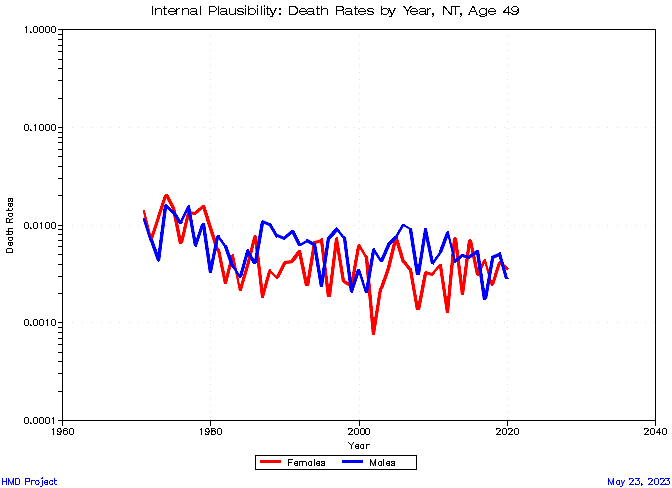 Internal Plausibility: Death Rates by Year, NT, Age 49
1.0000
0.1000
0.0100
0.0010
0.0001
Death Rates
1960
1980
2000
2020
2040
Year
Females
Males
HMD Project
May 23, 2023